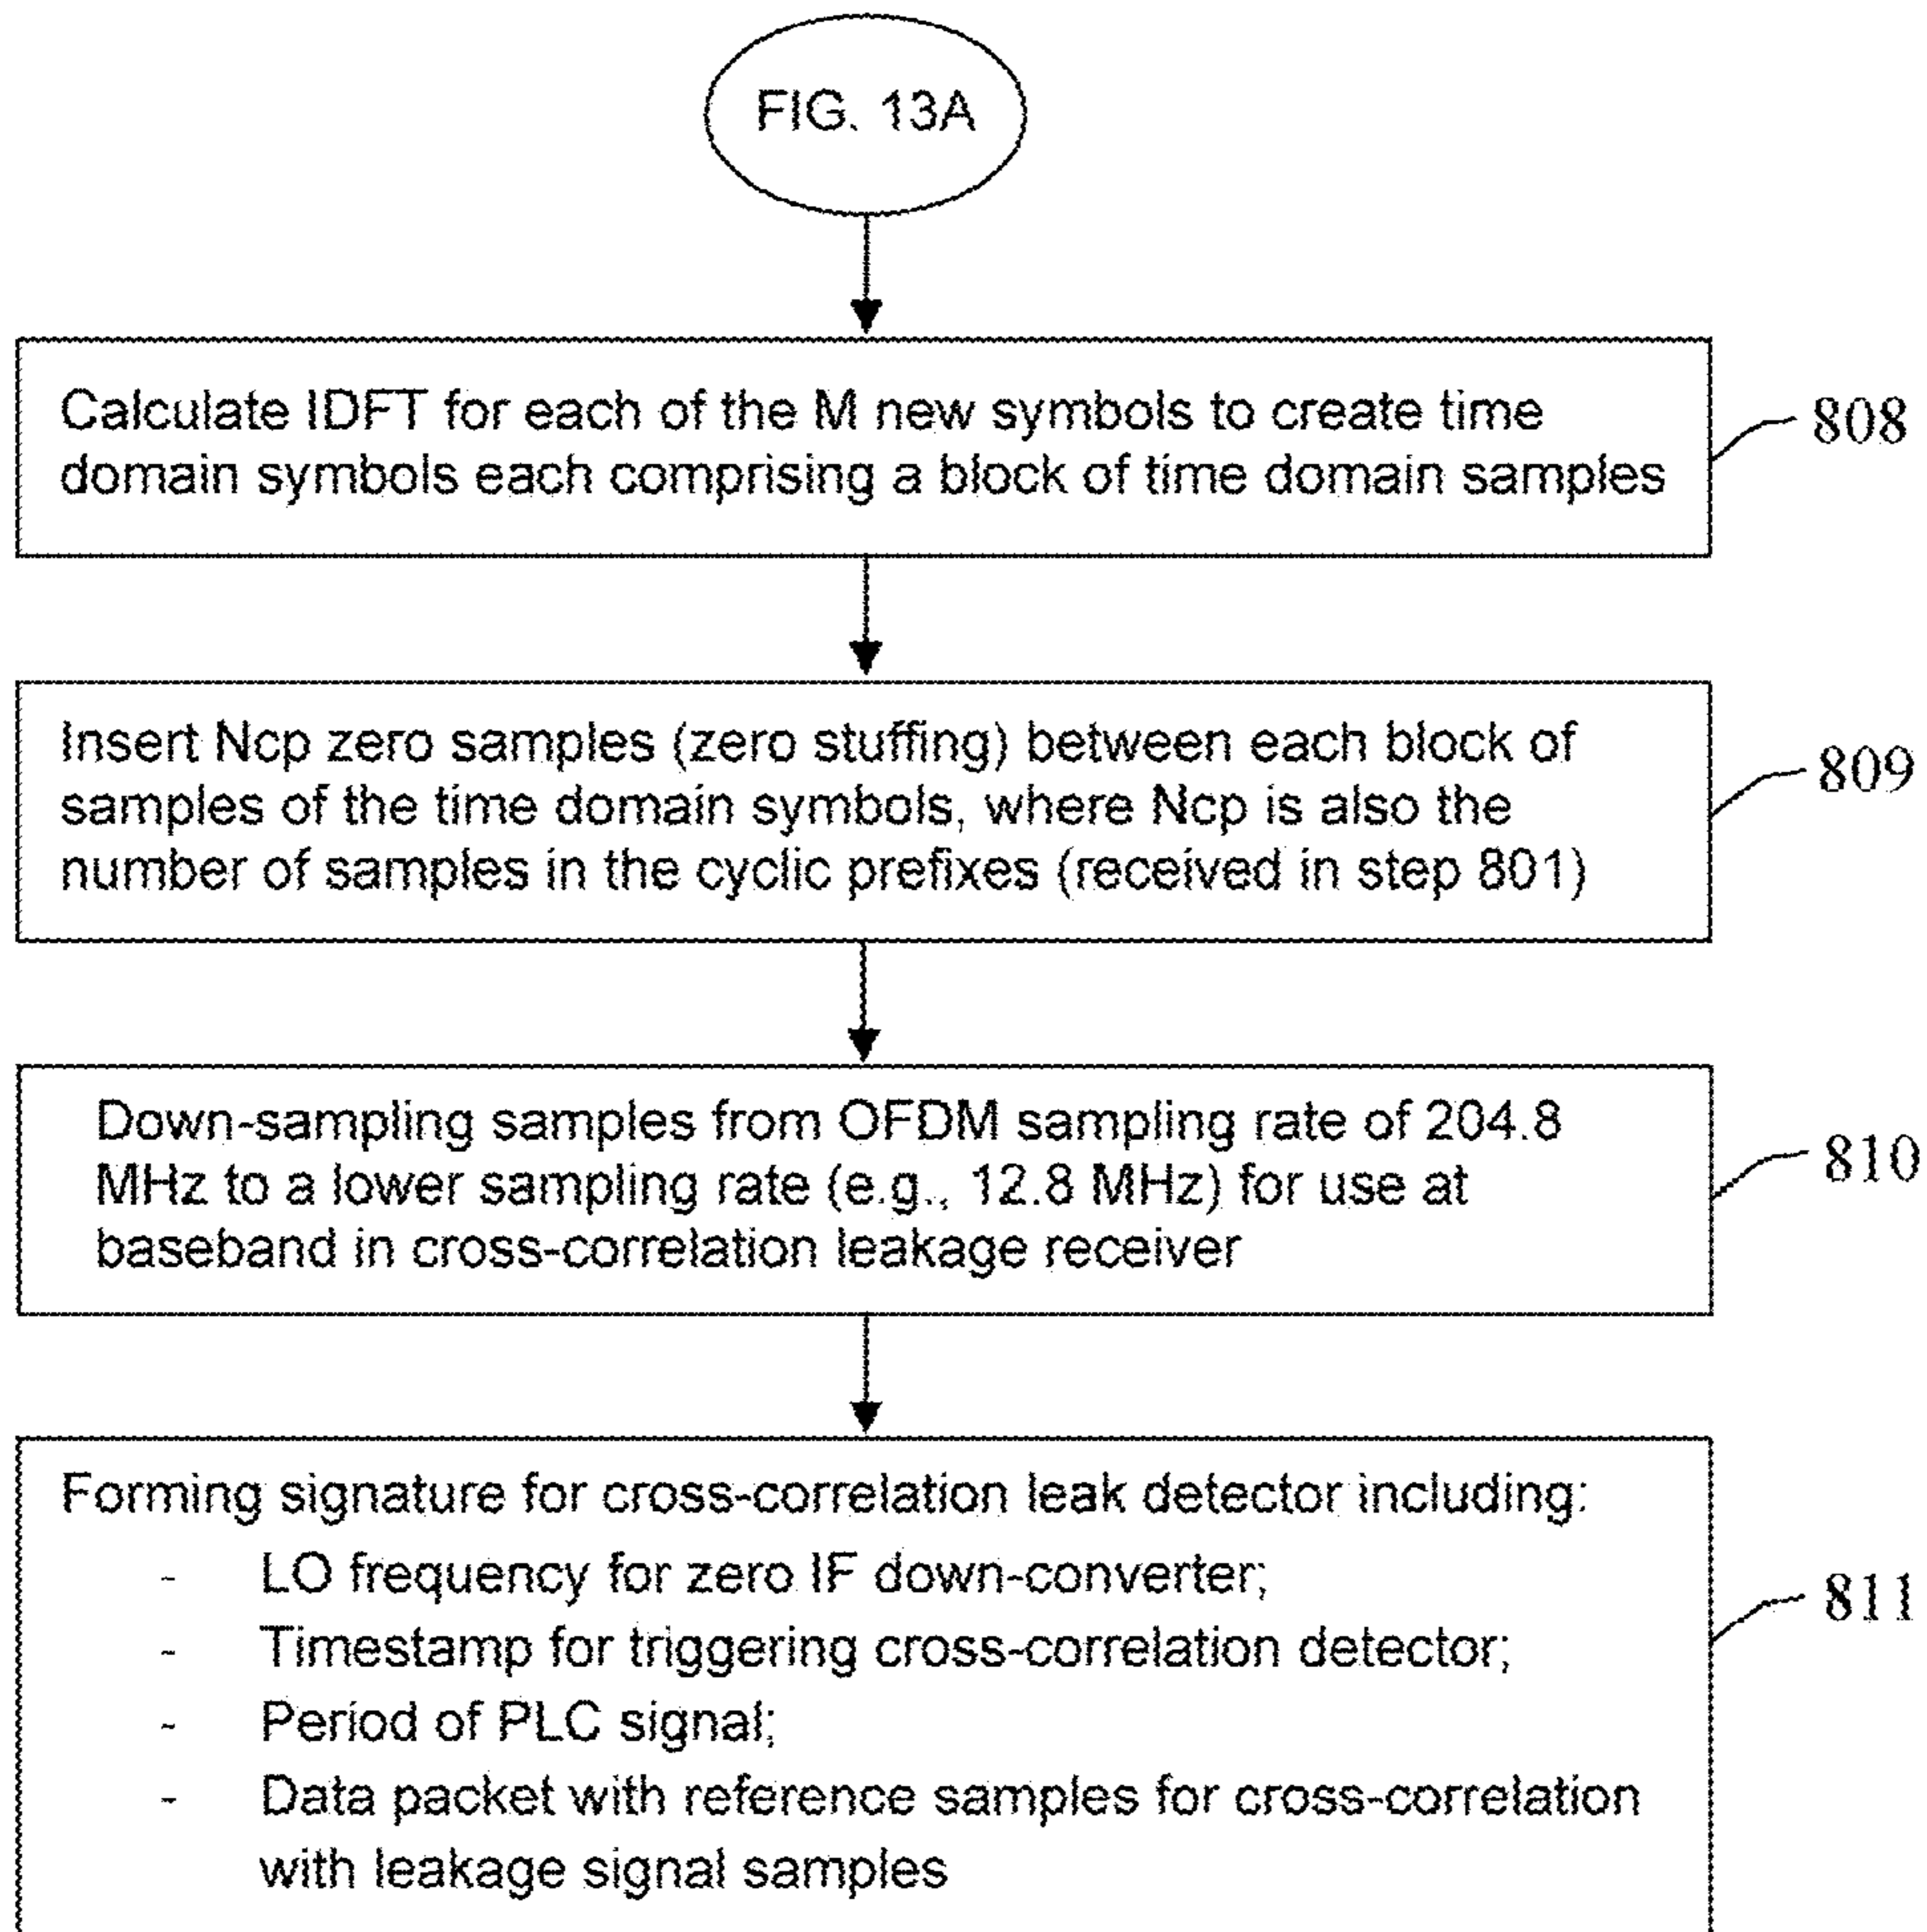 FIG. 13A
Calculate IDFT for each of the M new symbols to create time
domain symbols each comprising a block of time domain samples
808
Insert Ncp zero samples (zero stuffing) between each block of
samples of the time domain symbols, where Ncp is also the
number of samples in the cyclic prefixes (received in step 801)
809
Down-sampling samples from OFDM sampling rate of 204.8
MHz to a lower sampling rate (e.g., 12.8 MHz) for use at
baseband in cross-correlation leakage receiver
810
Forming signature for cross-correlation leak detector including:
- LO frequency for zero IF down-converter;
- Timestamp for triggering cross-correlation detector;
- Period of PLC signal;
- Data packet with reference samples for cross-correlation
with leakage signal samples
811